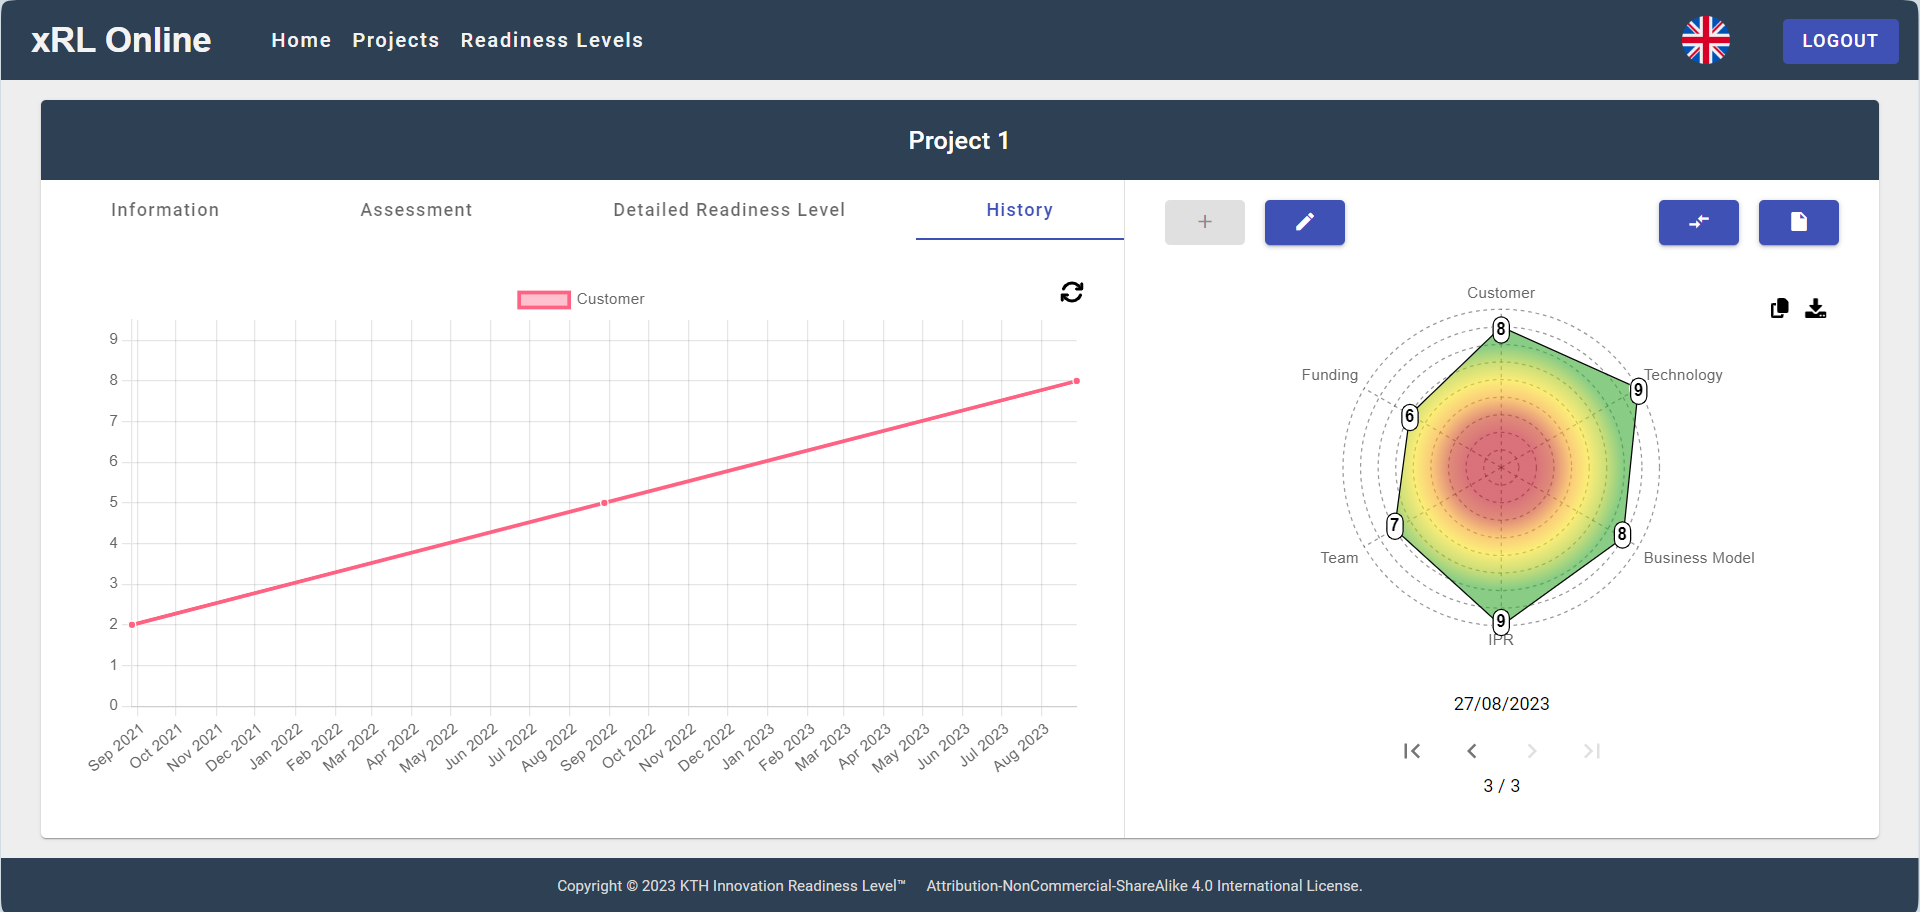 xRL Online
Home Projects Readiness Levels
LOGOUT
Project 1
Information Assessment Detailed Readiness Level History
Customer
9
8
7
6
5
4
3
2
1
0
Sep 2021 Oct 2021 Nov 2021 Dec 2021 Jan 2022 Feb 2022 Mar 2022 Apr 2022 May 2022 Jun 2022 Jul 2022 Aug 2022 Sep 2022 Oct 2022 Nov 2022 Dec 2022 Jan 2023 Feb 2023 Mar 2023 Apr 2023 May 2023 Jun 2023 Jul 2023 Aug 2023
Customer
8
Funding Technology
9
6
7
8
Team Business Model
9
IPR
27/08/2023
3 / 3
Copyright © 2023 KTH Innovation Readiness Level™ Attribution-NonCommercial-ShareAlike 4.0 International License.